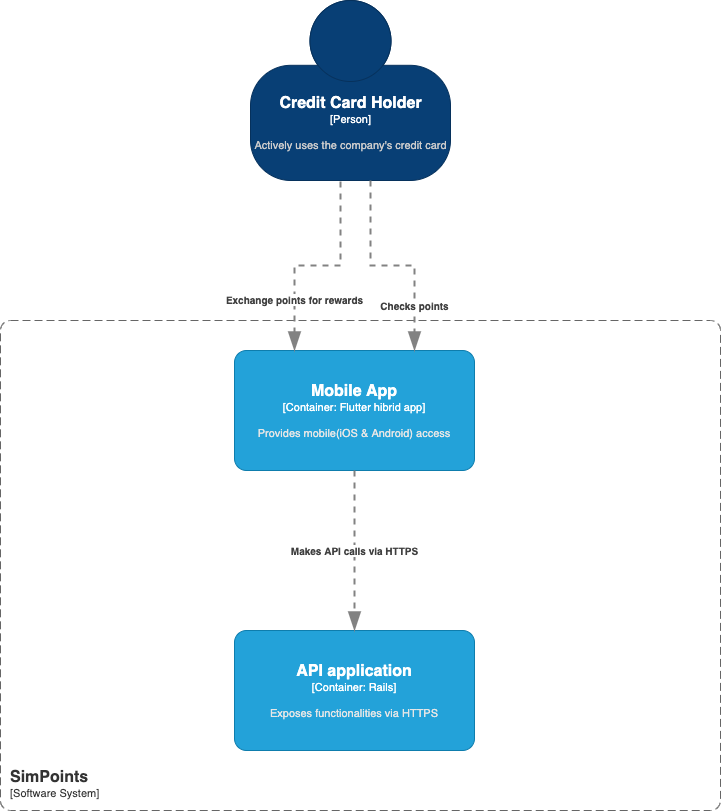 Credit Card Holder
[Person]
Actively uses the company's credit card
Exchange points for rewards
Checks points
Mobile App
[Container: Flutter hibrid app]
Provides mobile(iOS & Android) access
Makes API calls via HTTPS
API application
[Container: Rails]
Exposes functionalities via HTTPS
SimPoints
[Software System]